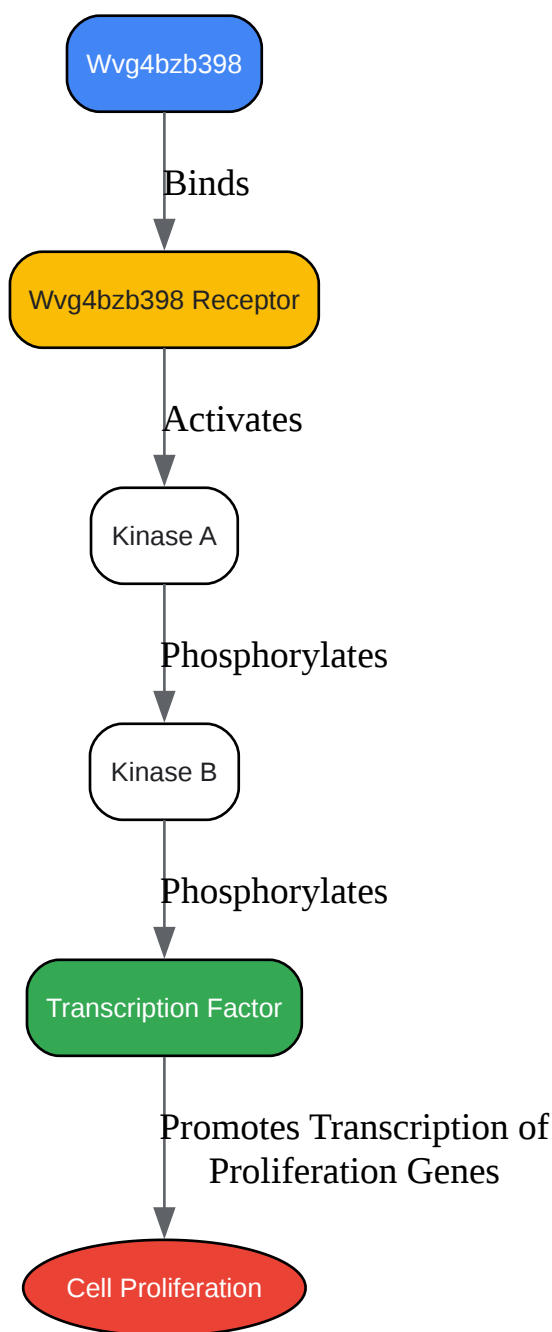 Wvg4bzb398
Binds
Wvg4bzb398 Receptor
Activates
Kinase A
Phosphorylates
Kinase B
Phosphorylates
Transcription Factor
Promotes Transcription of
Proliferation Genes
Cell Proliferation